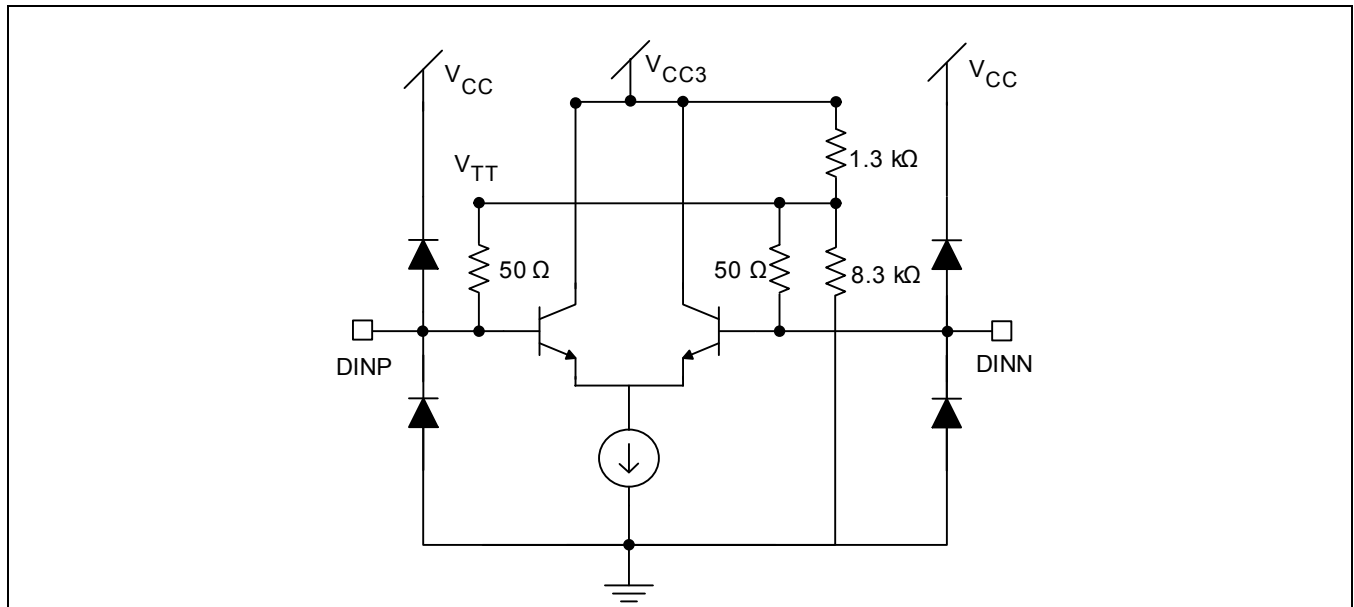 VCC
VCC3
VCC
1.3 kΩ
VTT
50 Ω
50 Ω
8.3 kΩ
DINP
DINN